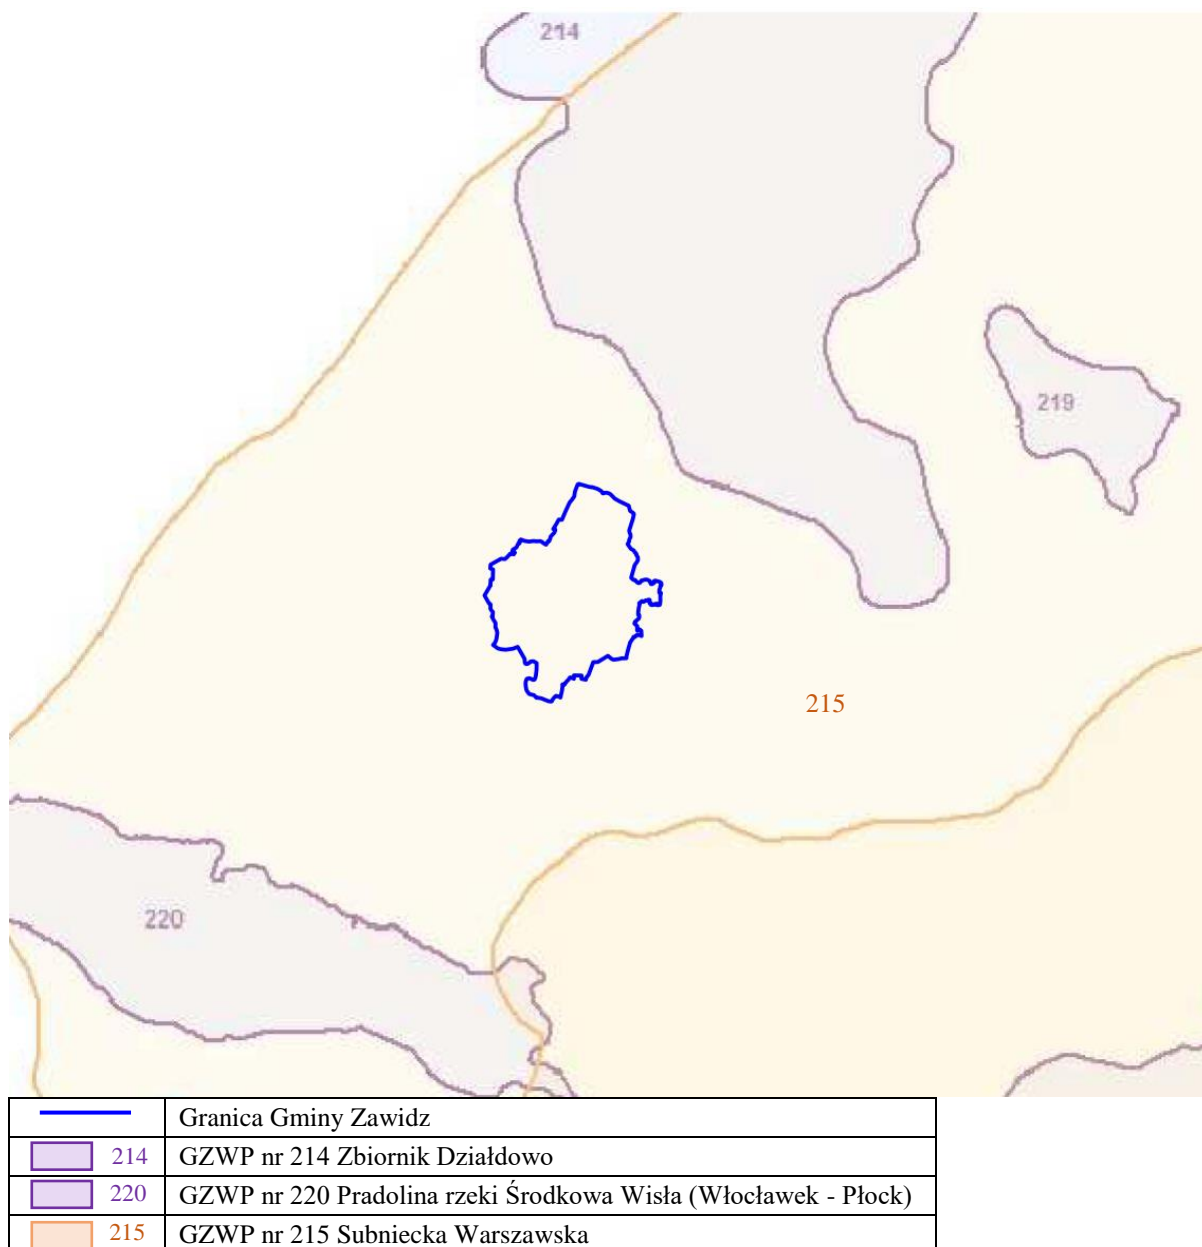 214
219
215
220
Granica Gminy Zawidz
214 GZWP nr 214 Zbiornik Działdowo
220 GZWP nr 220 Pradolina rzeki Środkowa Wisła (Włocławek - Płock)
215 GZWP nr 215 Subniecka Warszawska